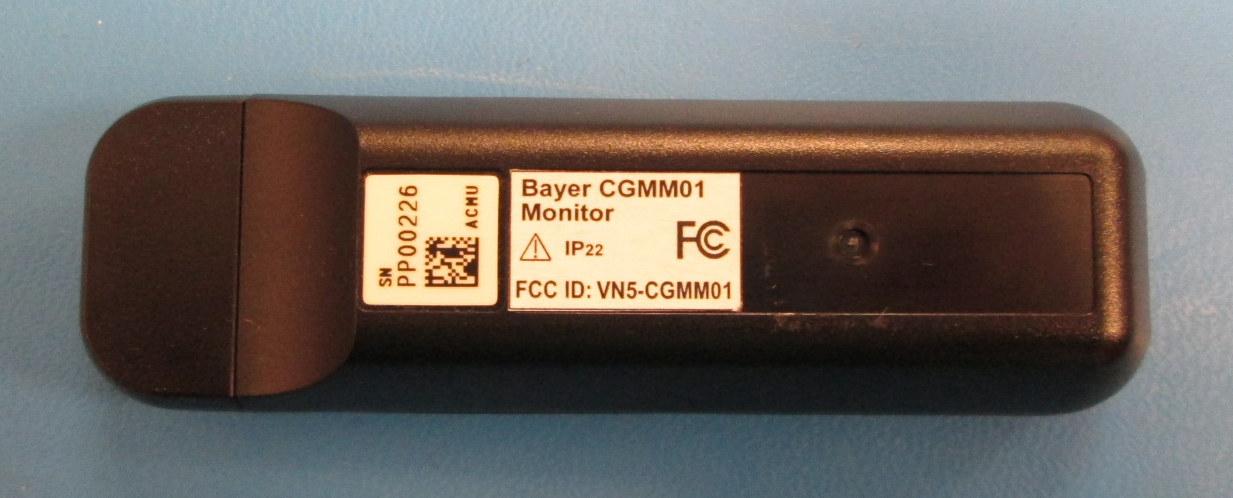 SN
PP00226
ACMU
Bayer CGMM01
Monitor
IP22
FC
FCC ID: VN5-CGMM01